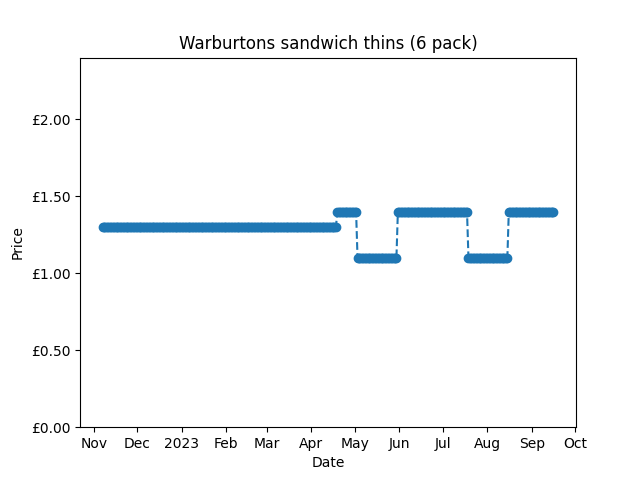 Warburtons sandwich thins (6 pack)
£2.00
£1.50
£1.00
£0.50
£0.00
Price
Nov Dec 2023 Feb Mar Apr May Jun Jul Aug Sep Oct
Date